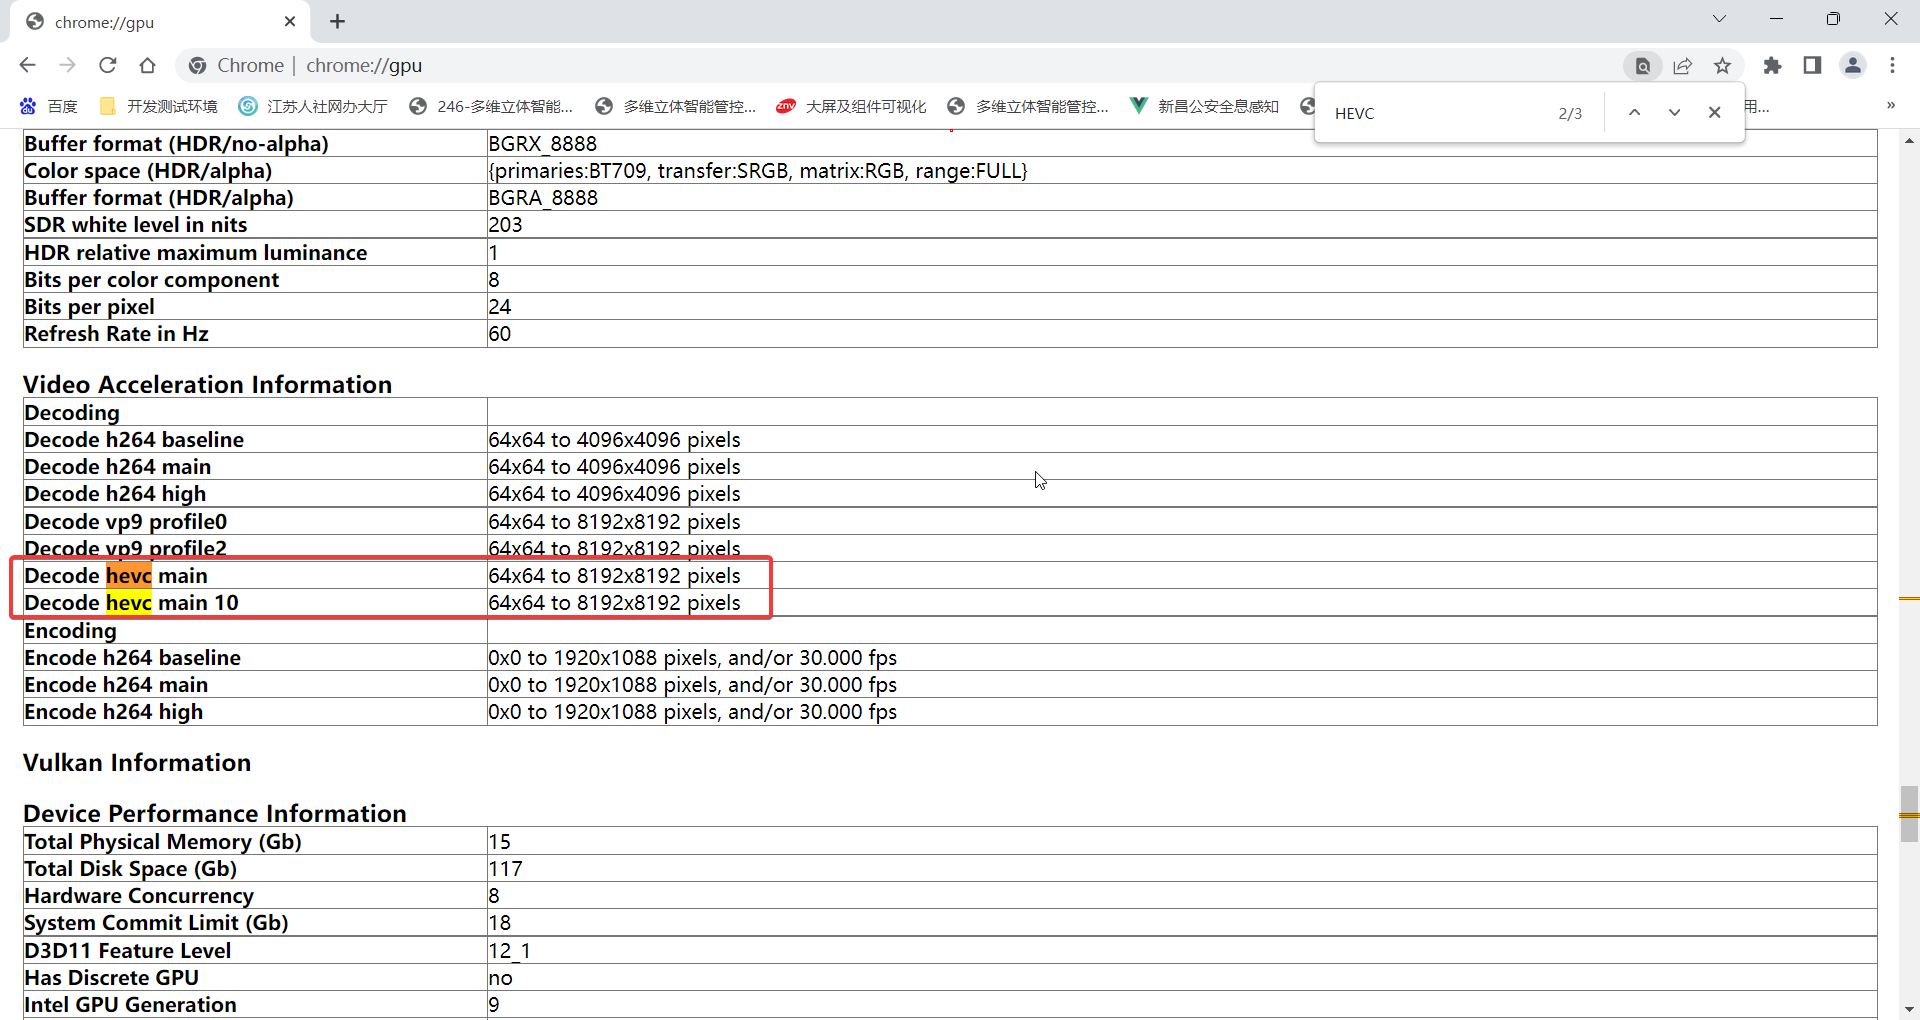 chrome://gpu
Chrome | chrome://gpu
百度 开发测试环境 江苏人社网办大厅 246-多维立体智能... 多维立体智能管控... znv 大屏及组件可视化 多维立体智能管控... 新昌公安全息感知 用... »
HEVC 2/3
Buffer format (HDR/no-alpha) BGRX_8888
Color space (HDR/alpha) {primaries:BT709, transfer:SRGB, matrix:RGB, range:FULL}
Buffer format (HDR/alpha) BGRA_8888
SDR white level in nits 203
HDR relative maximum luminance 1
Bits per color component 8
Bits per pixel 24
Refresh Rate in Hz 60
Video Acceleration Information
Decoding
Decode h264 baseline 64x64 to 4096x4096 pixels
Decode h264 main 64x64 to 4096x4096 pixels
Decode h264 high 64x64 to 4096x4096 pixels
Decode vp9 profile0 64x64 to 8192x8192 pixels
Decode vp9 profile2 64x64 to 8192x8192 pixels
Decode hevc main 64x64 to 8192x8192 pixels
Decode hevc main 10 64x64 to 8192x8192 pixels
Encoding
Encode h264 baseline 0x0 to 1920x1088 pixels, and/or 30.000 fps
Encode h264 main 0x0 to 1920x1088 pixels, and/or 30.000 fps
Encode h264 high 0x0 to 1920x1088 pixels, and/or 30.000 fps
Vulkan Information
Device Performance Information
Total Physical Memory (Gb) 15
Total Disk Space (Gb) 117
Hardware Concurrency 8
System Commit Limit (Gb) 18
D3D11 Feature Level 12_1
Has Discrete GPU no
Intel GPU Generation 9